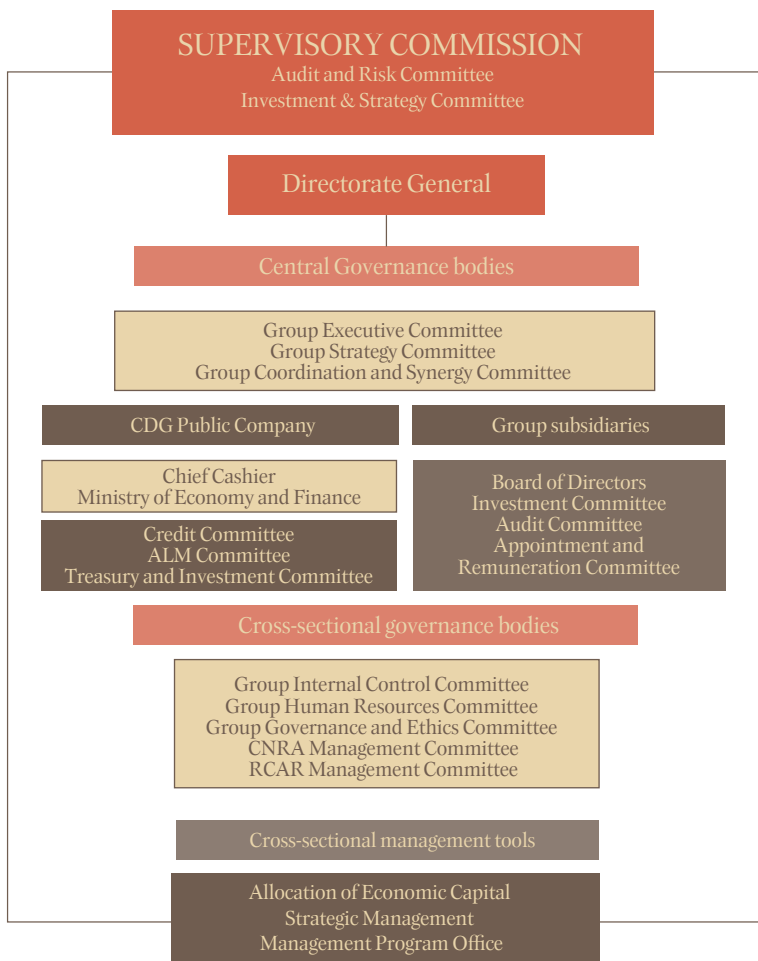 SUPERVISORY COMMISSION
Audit and Risk Committee
Investment & Strategy Committee
Directorate General
Central Governance bodies
Group Executive Committee
Group Strategy Committee
Group Coordination and Synergy Committee
CDG Public Company
Chief Cashier
Ministry of Economy and Finance
Credit Committee
ALM Committee
Treasury and Investment Committee
Group subsidiaries
Board of Directors
Investment Committee
Audit Committee
Appointment and
Remuneration Committee
Cross-sectional governance bodies
Group Internal Control Committee
Group Human Resources Committee
Group Governance and Ethics Committee
CNRA Management Committee
RCAR Management Committee
Cross-sectional management tools
Allocation of Economic Capital
Strategic Management
Management Program Office